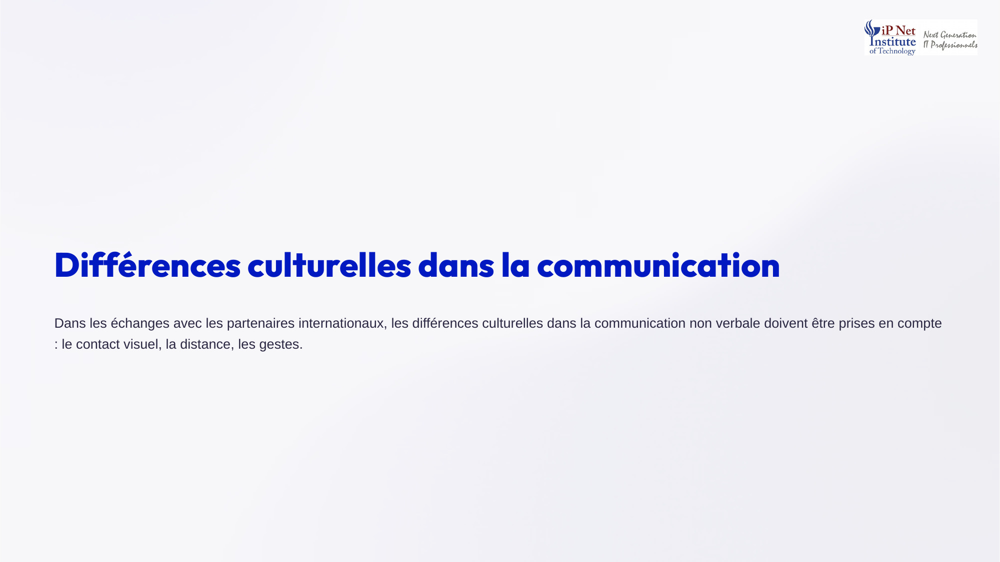 iP Net
Institute
of Technology
Next Generation
IT Professionnels
Différences culturelles dans la communication
Dans les échanges avec les partenaires internationaux, les différences culturelles dans la communication non verbale doivent être prises en compte
: le contact visuel, la distance, les gestes.